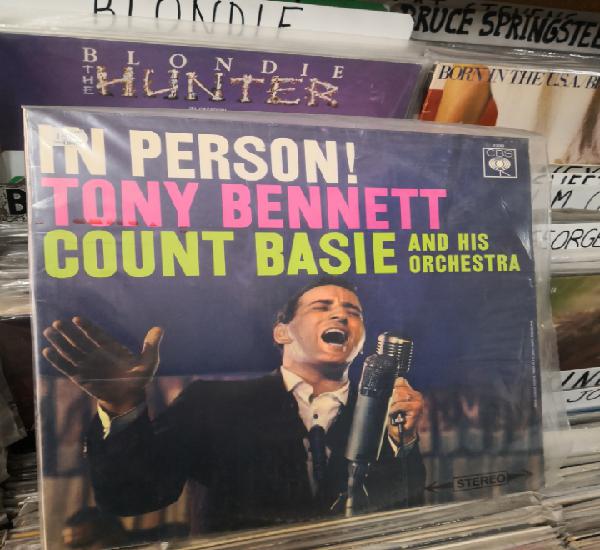 BLONDIE
BRUCE SPRINGSTEE
BLONDIE
THE HUNTER
BORN IN THE U.S.A.
IN PERSON!
CBS
TONY BENNETT
COUNT BASIE AND HIS
ORCHESTRA
STEREO